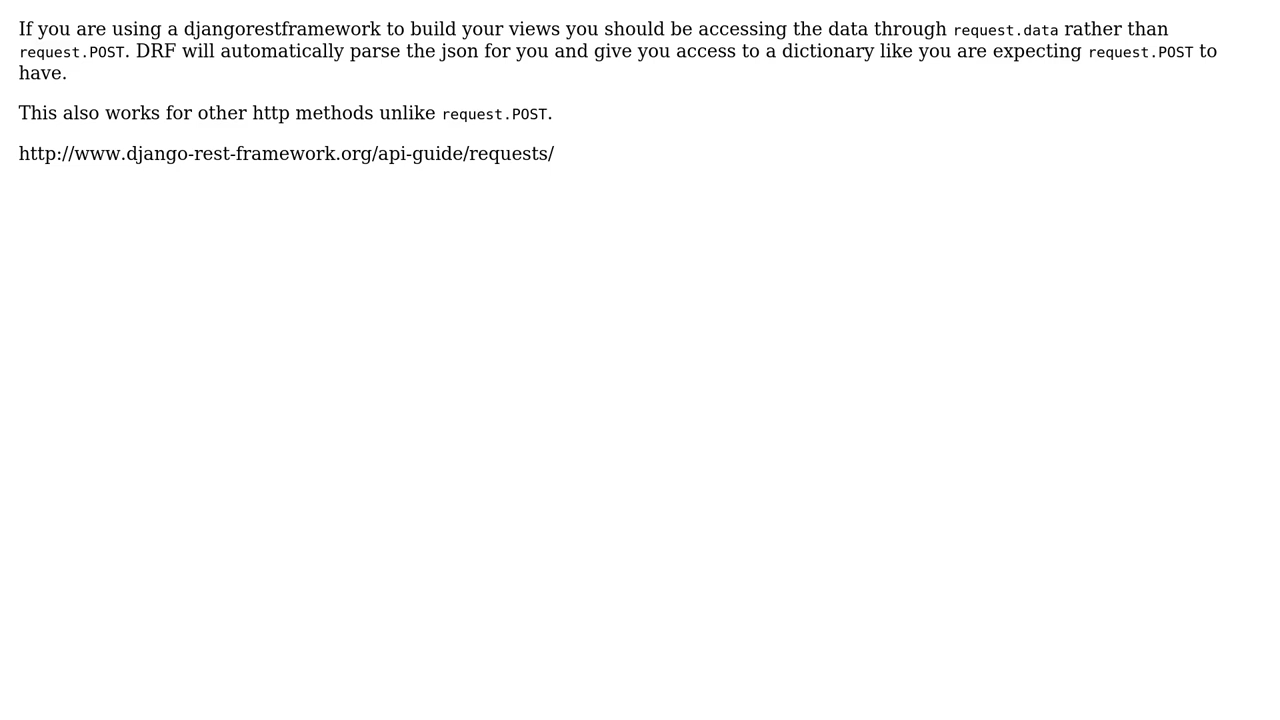 If you are using a djangorestframework to build your views you should be accessing the data through request.data rather than
request.POST. DRF will automatically parse the json for you and give you access to a dictionary like you are expecting request.POST to
have.
This also works for other http methods unlike request.POST.
http://www.django-rest-framework.org/api-guide/requests/